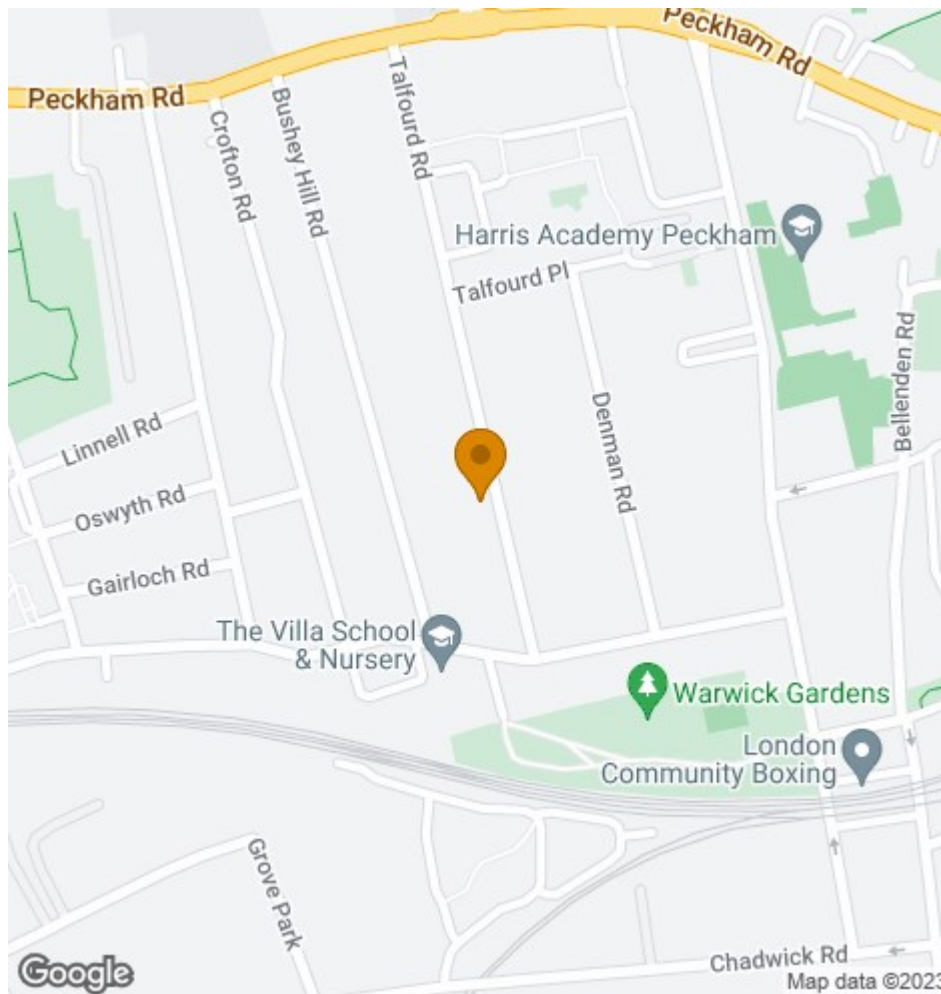 Peckham Rd
Peckham Rd
Talfourd Rd
Crofton Rd
Bushey Hill Rd
Harris Academy Peckham
Talfourd Pl
Bellenden Rd
Denman Rd
Linnell Rd
Oswyth Rd
Gairloch Rd
The Villa School
& Nursery
Warwick Gardens
London
Community Boxing
Grove Park
Chadwick Rd
Google
Map data ©2023